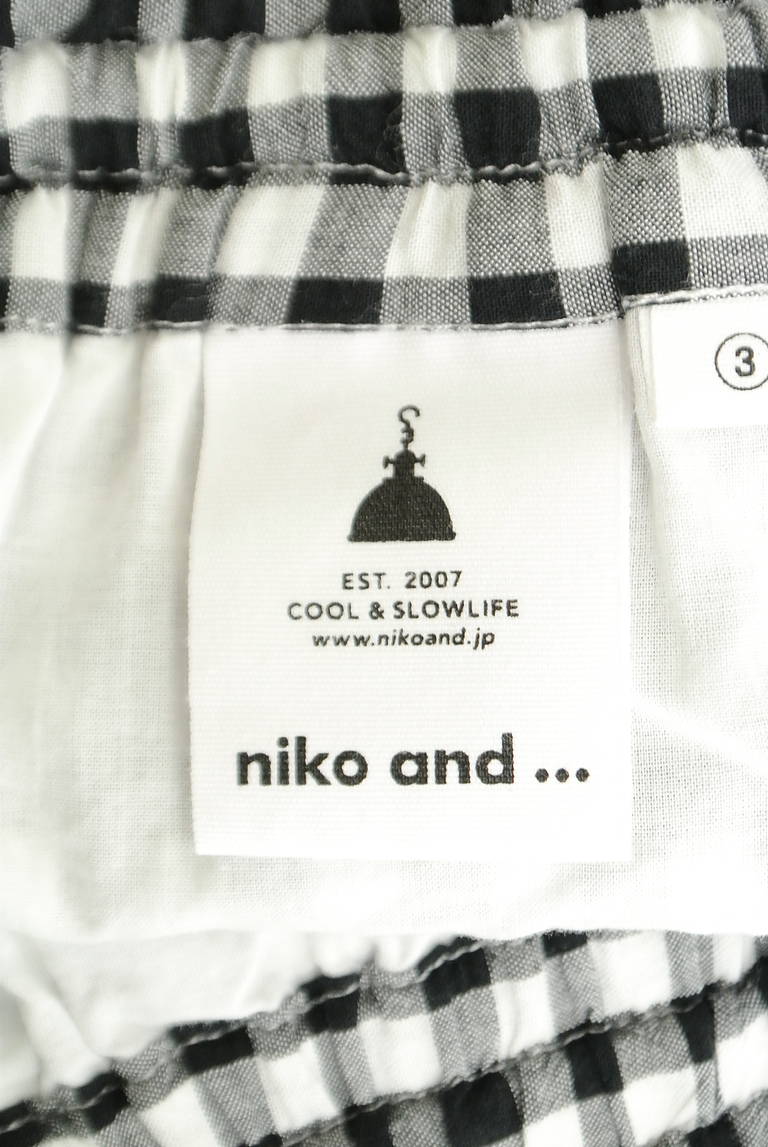 ③
EST. 2007
COOL & SLOWLIFE
www.nikoand.jp
niko and ...